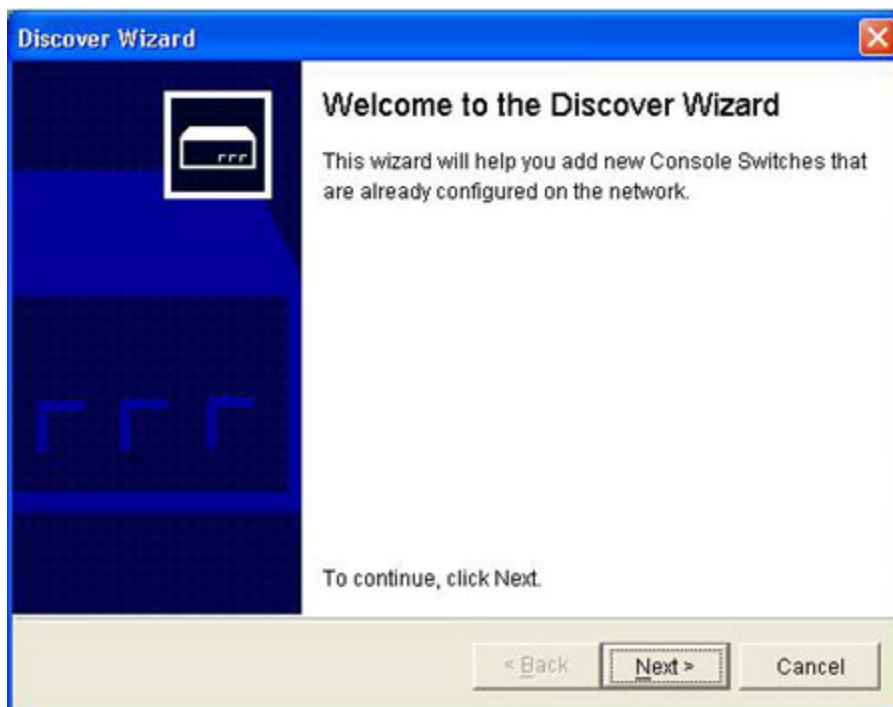 Discover Wizard
Welcome to the Discover Wizard
This wizard will help you add new Console Switches that
are already configured on the network.
To continue, click Next.
< Back
Next >
Cancel